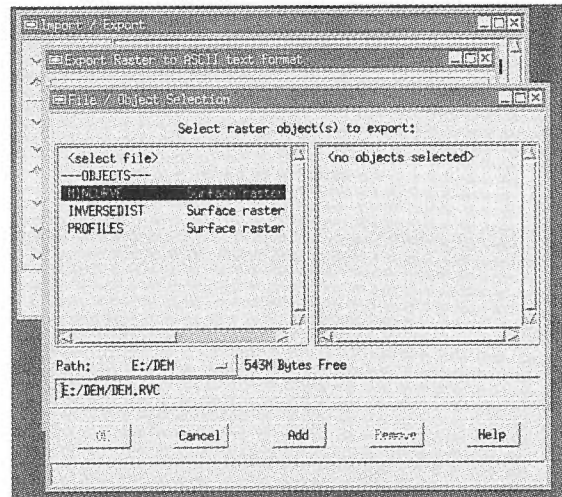 Import / Export
Export Raster to ASCII text format
File / Object Selection
Select raster object(s) to export:
<select file>
---OBJECTS---
MINCURVE Surface raster
INVERSEDIST Surface raster
PROFILES Surface raster
<no objects selected>
Path: E:/DEM 543M Bytes Free
E:/DEM/DEM.RVC
OK Cancel Add Remove Help